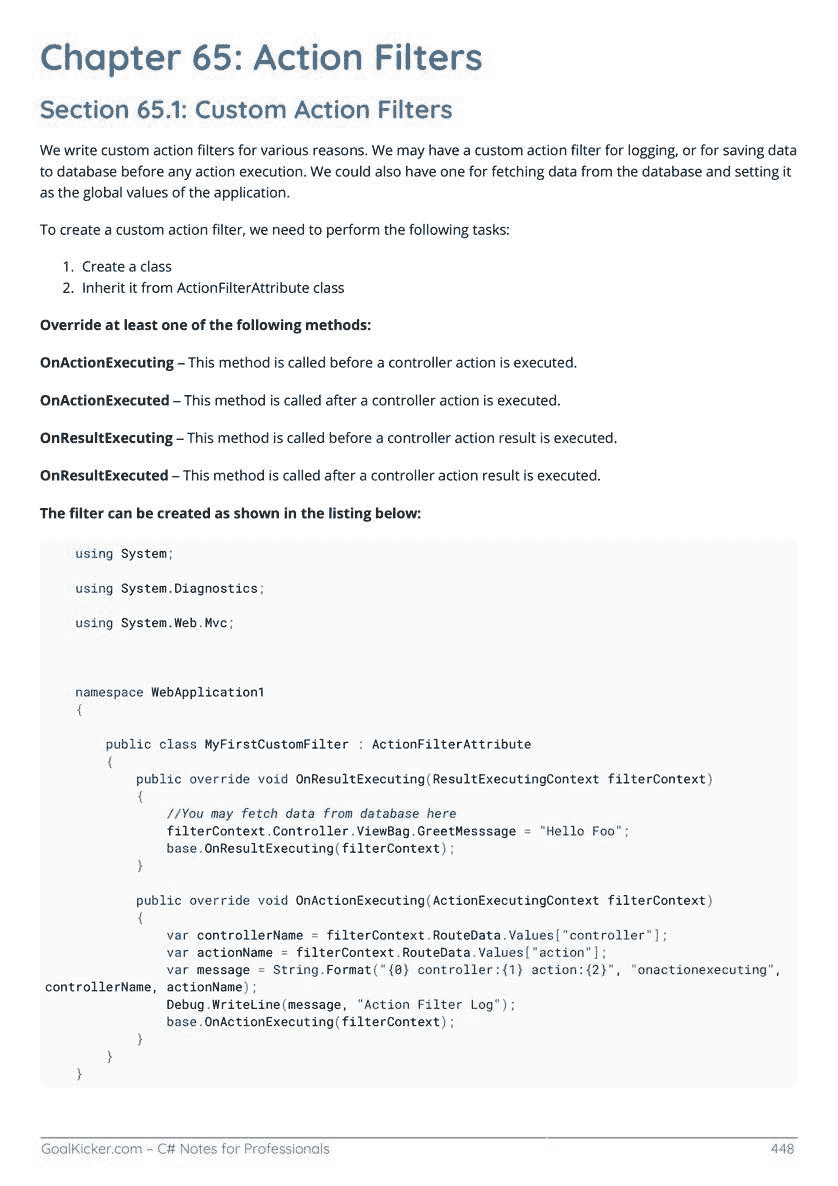 Chapter 65: Action Filters
Section 65.1: Custom Action Filters
We write custom action filters for various reasons. We may have a custom action filter for logging, or for saving data
to database before any action execution. We could also have one for fetching data from the database and setting it
as the global values of the application.
To create a custom action filter, we need to perform the following tasks:
1. Create a class
2. Inherit it from ActionFilterAttribute class
Override at least one of the following methods:
OnActionExecuting – This method is called before a controller action is executed.
OnActionExecuted – This method is called after a controller action is executed.
OnResultExecuting – This method is called before a controller action result is executed.
OnResultExecuted – This method is called after a controller action result is executed.
The filter can be created as shown in the listing below:
using System;
using System.Diagnostics;
using System.Web.Mvc;
namespace WebApplication1
{
public class MyFirstCustomFilter : ActionFilterAttribute
{
public override void OnResultExecuting(ResultExecutingContext filterContext)
{
//You may fetch data from database here
filterContext.Controller.ViewBag.GreetMesssage = "Hello Foo";
base.OnResultExecuting(filterContext);
}
public override void OnActionExecuting(ActionExecutingContext filterContext)
{
var controllerName = filterContext.RouteData.Values["controller"];
var actionName = filterContext.RouteData.Values["action"];
var message = String.Format("{0} controller:{1} action:{2}", "onactionexecuting",
controllerName, actionName);
Debug.WriteLine(message, "Action Filter Log");
base.OnActionExecuting(filterContext);
}
}
}
GoalKicker.com – C# Notes for Professionals 448